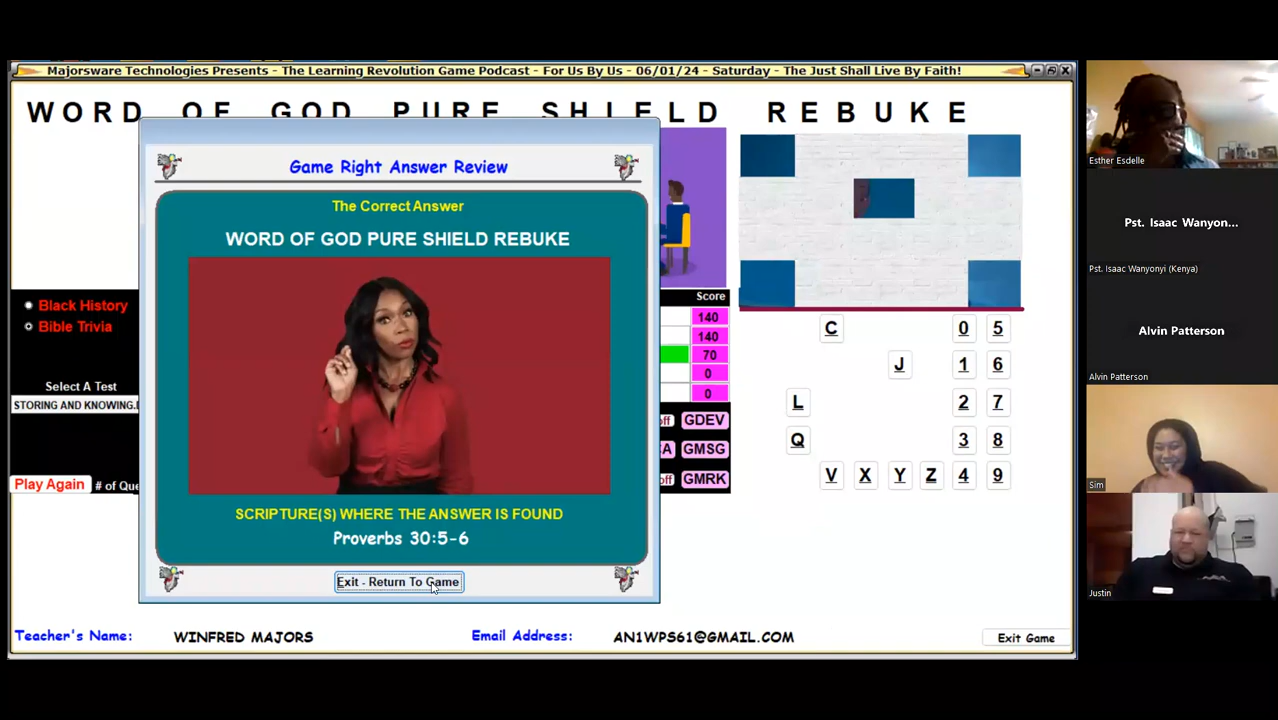 Majorsware Technologies Presents - The Learning Revolution Game Podcast - For Us By Us - 06/01/24 - Saturday - The Just Shall Live By Faith!
WORD OF GOD PURE SHIELD REBUKE
Game Right Answer Review
The Correct Answer
WORD OF GOD PURE SHIELD REBUKE
SCRIPTURE(S) WHERE THE ANSWER IS FOUND
Proverbs 30:5-6
Exit - Return To Game
Black History
Bible Trivia
Select A Test
STORING AND KNOWING.
Play Again # of
Score
140
140
70
0
0
off GDEV
GMSG
off GMRK
C 0 5
J 1 6
L 2 7
Q 3 8
V X Y Z 4 9
Teacher's Name: WINFRED MAJORS Email Address: AN1WPS61@GMAIL.COM Exit Game
Esther Esdelle
Pst. Isaac Wanyon...
Pst. Isaac Wanyonyi (Kenya)
Alvin Patterson
Alvin Patterson
Sim
Justin